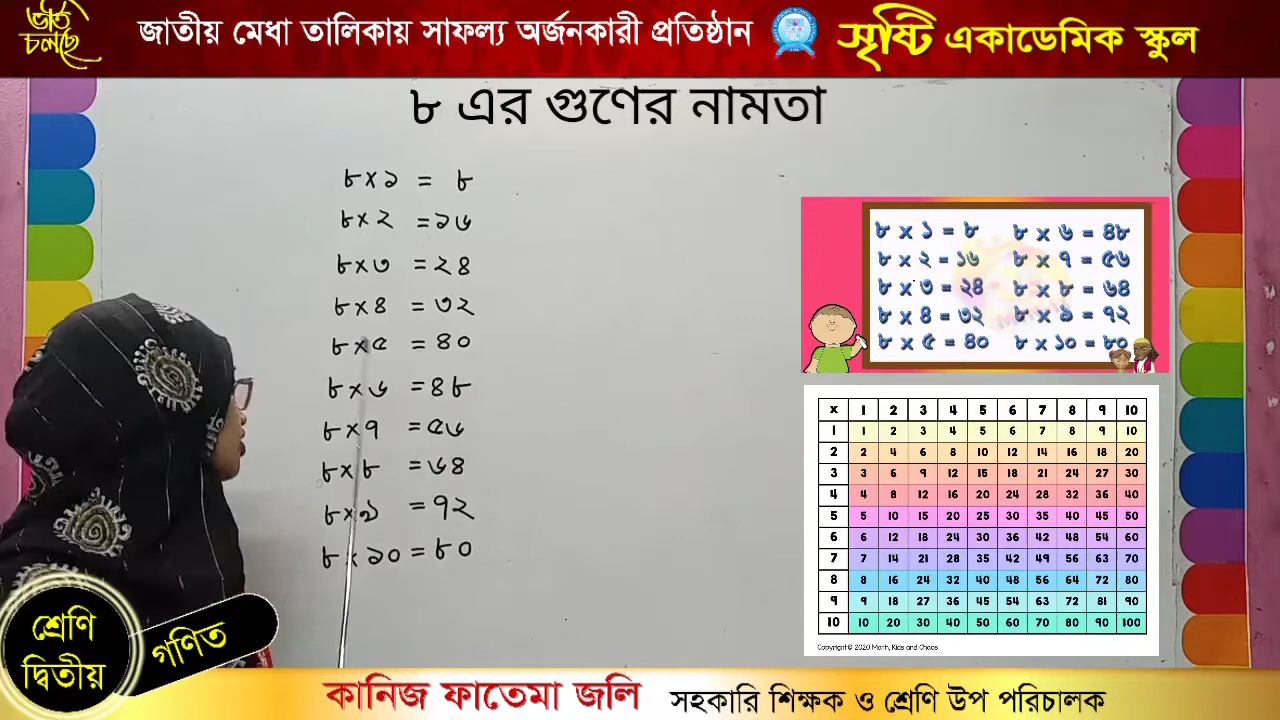 ভর্তি চলছে
জাতীয় মেধা তালিকায় সাফল্য অর্জনকারী প্রতিষ্ঠান সৃষ্টি একাডেমিক স্কুল
৮ এর গুণের নামতা
৮×১ = ৮
৮×২ =১৬
৮×৩ =২৪
৮×৪ =৩২
৮×৫ =৪০
৮×৬ =৪৮
৮×৭ =৫৬
৮×৮ =৬৪
৮×৯ =৭২
৮×১০ =৮০
৮ x ১ = ৮ ৮ x ৬ = ৪৮
৮ x ২ = ১৬ ৮ x ৭ = ৫৬
৮ x ৩ = ২৪ ৮ x ৮ = ৬৪
৮ x ৪ = ৩২ ৮ x ৯ = ৭২
৮ x ৫ = ৪০ ৮ x ১০ = ৮০
x 1 2 3 4 5 6 7 8 9 10
1 1 2 3 4 5 6 7 8 9 10
2 2 4 6 8 10 12 14 16 18 20
3 3 6 9 12 15 18 21 24 27 30
4 4 8 12 16 20 24 28 32 36 40
5 5 10 15 20 25 30 35 40 45 50
6 6 12 18 24 30 36 42 48 54 60
7 7 14 21 28 35 42 49 56 63 70
8 8 16 24 32 40 48 56 64 72 80
9 9 18 27 36 45 54 63 72 81 90
10 10 20 30 40 50 60 70 80 90 100
Copyright© 2020 Math, Kids and Chaos
শ্রেণি
দ্বিতীয়
গণিত
কানিজ ফাতেমা জলি সহকারি শিক্ষক ও শ্রেণি উপ পরিচালক